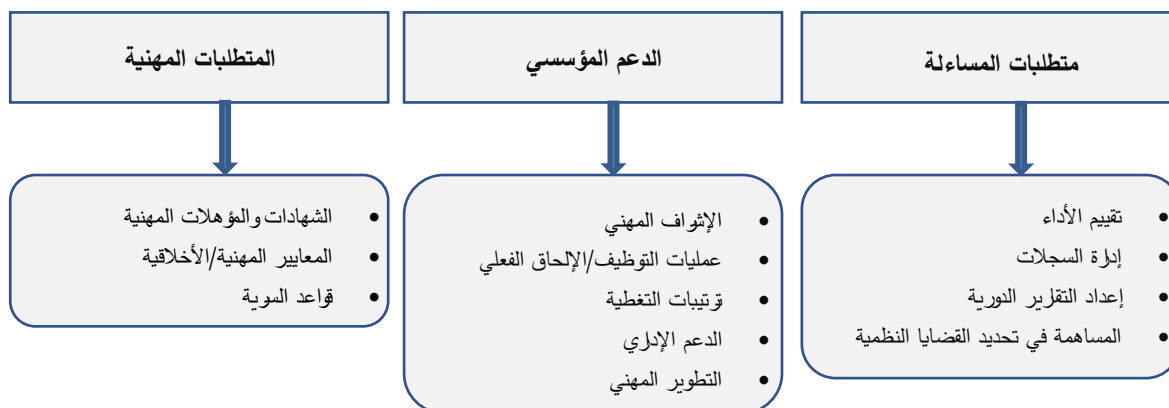 متطلبات المساءلة
تقييم الأداء
إدارة السجلات
إعداد التقارير الدورية
المساهمة في تحديد القضايا النظمية
الدعم المؤسسي
الإشراف المهني
عمليات التوظيف/الإلحاق الفعلي
ترتيبات التغطية
الدعم الإداري
التطوير المهني
المتطلبات المهنية
الشهادات والمؤهلات المهنية
المعايير المهنية/الأخلاقية
قواعد السرية